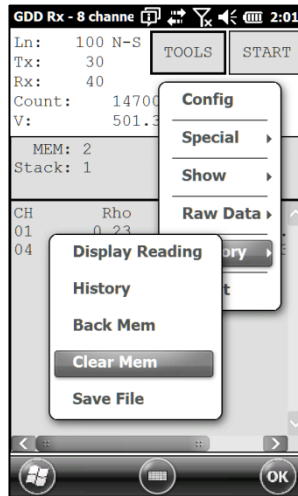 GDD Rx - 8 channe 2:01
Ln: 100 N-S
Tx: 30
Rx: 40
Count: 14700
V: 501.3
TOOLS START
MEM: 2
Stack: 1
CH Rho
01 0.23
04
Config
Special
Show
Raw Data
ory
t
Display Reading
History
Back Mem
Clear Mem
Save File
OK